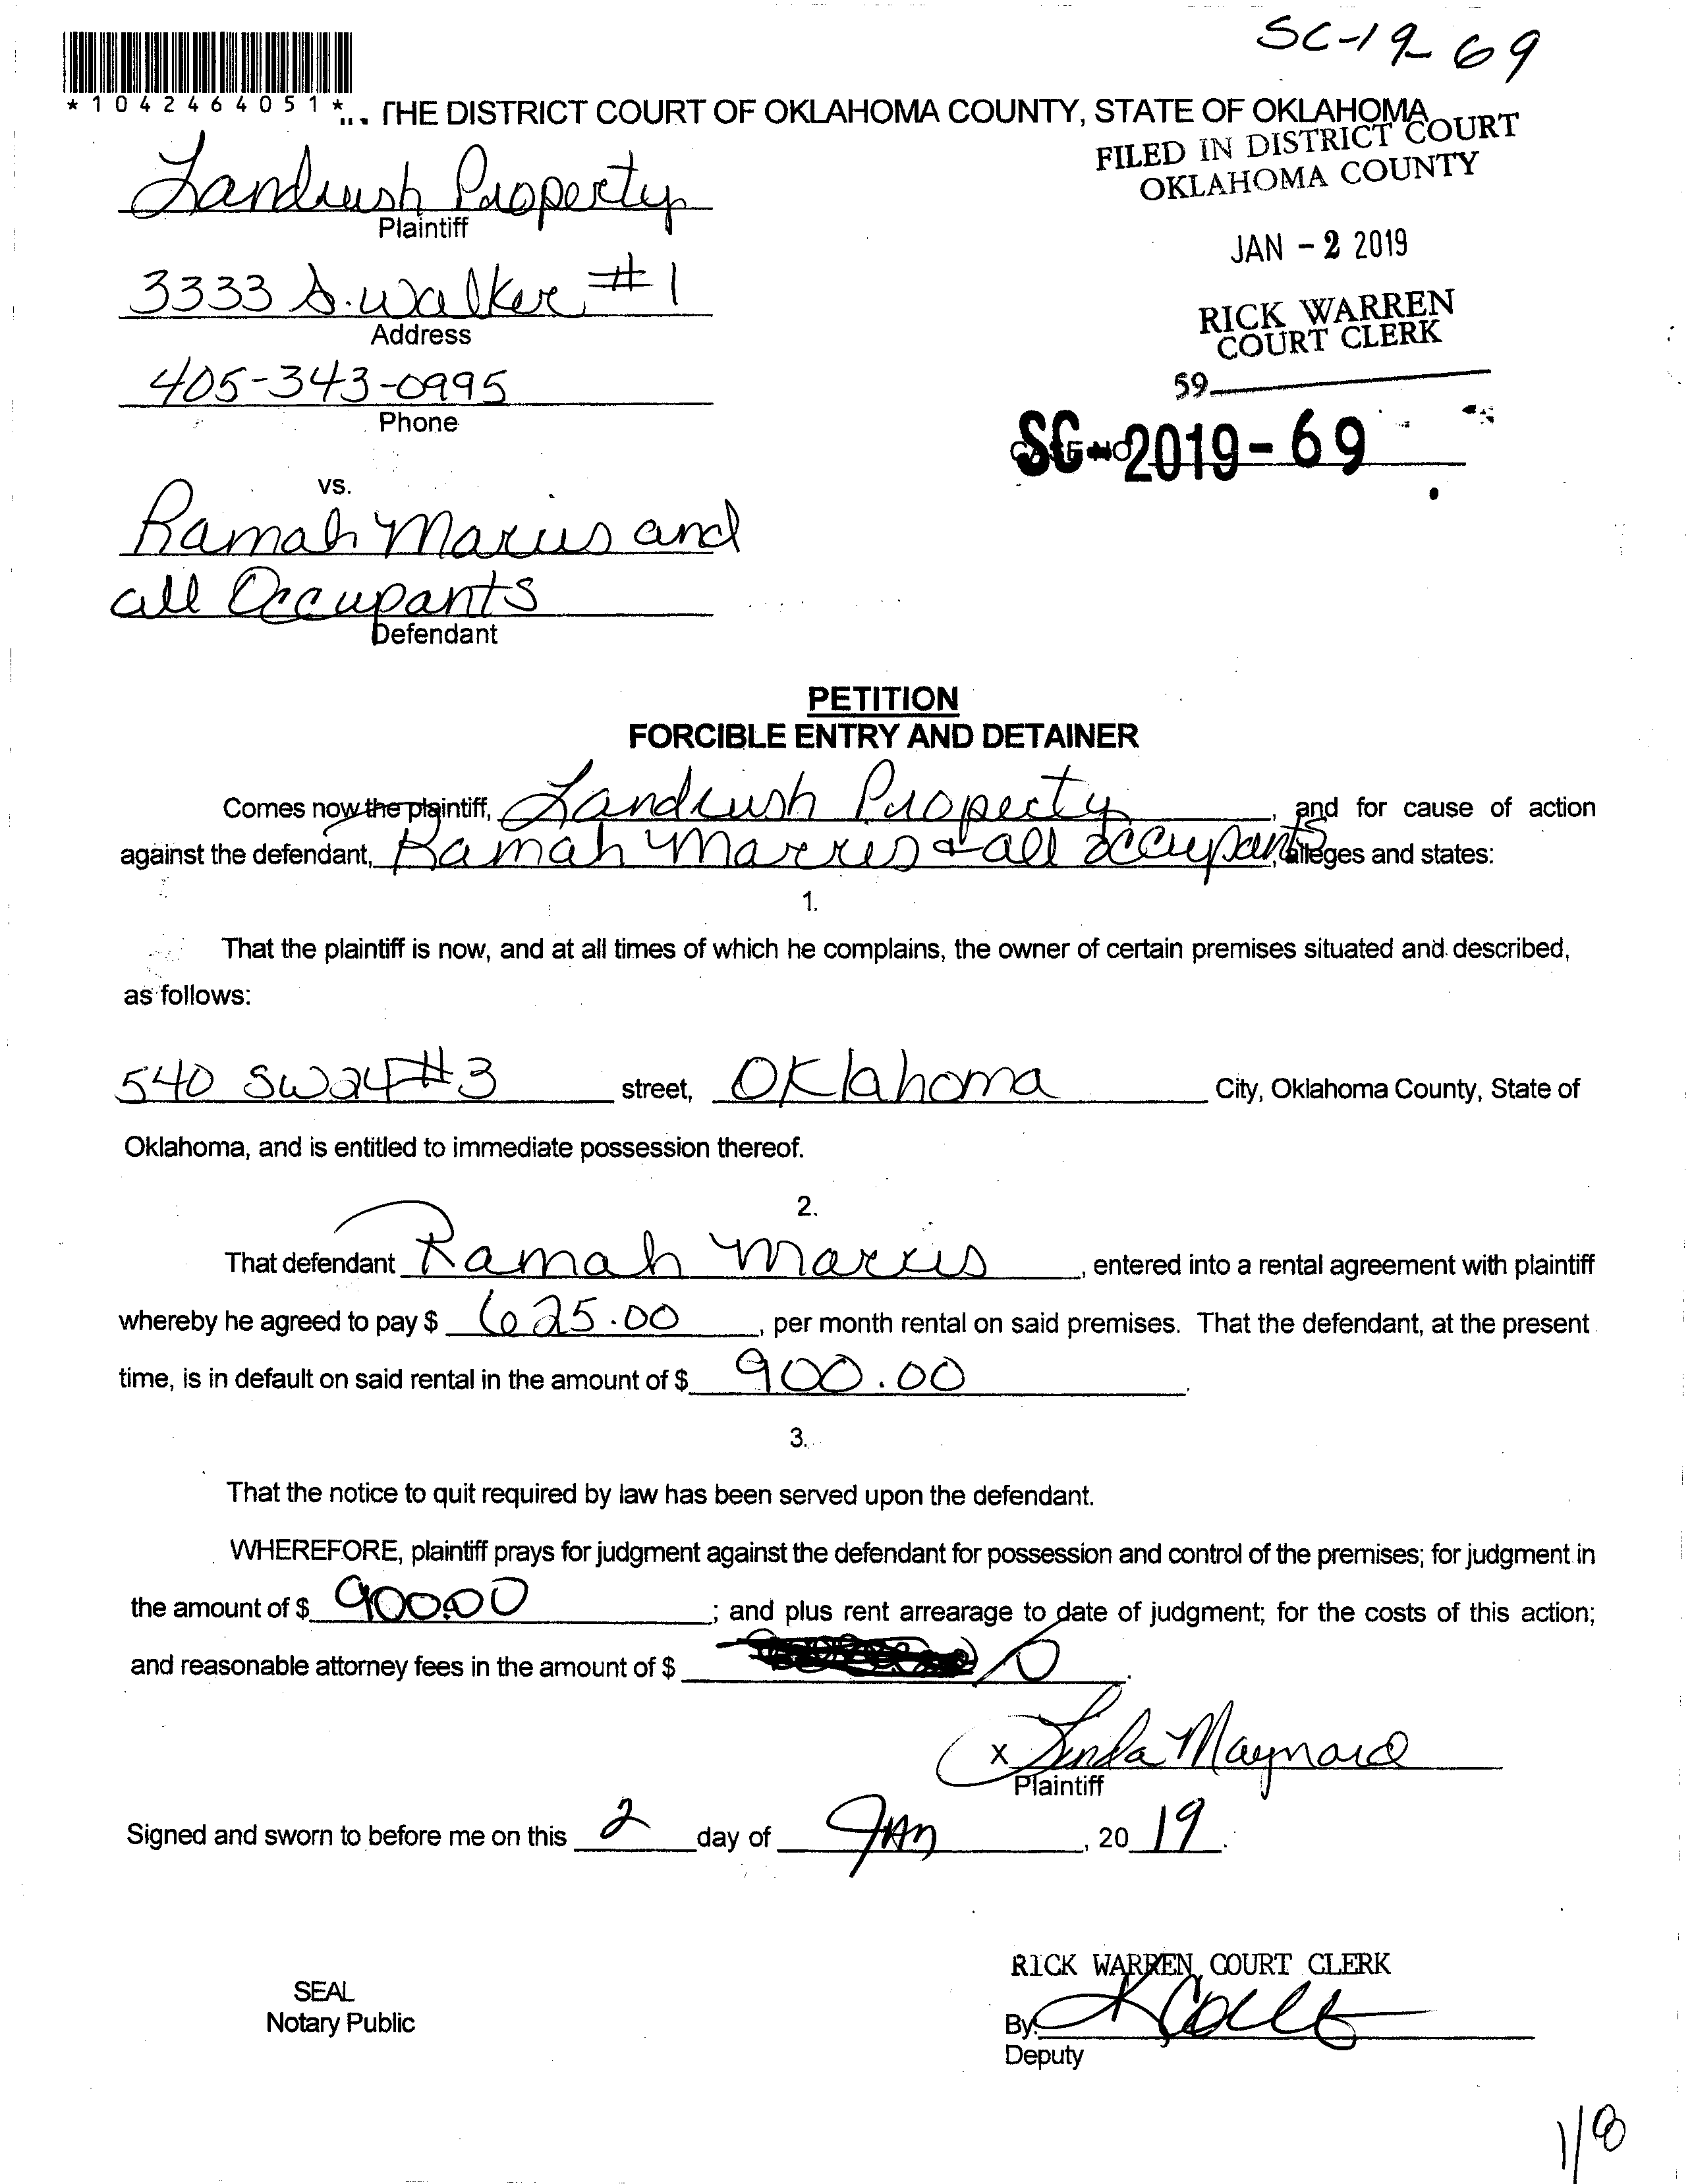 SC-19-69
*1042464051*
THE DISTRICT COURT OF OKLAHOMA COUNTY, STATE OF OKLAHOMA
FILED IN DISTRICT COURT
OKLAHOMA COUNTY
Landrush Property
Plaintiff
JAN - 2 2019
3333 S. Walker #1
Address
RICK WARREN
COURT CLERK
405-343-0995
Phone
59
SC-2019-69
vs.
Ramah Marius and
all Occupants
Defendant
PETITION
FORCIBLE ENTRY AND DETAINER
Comes now the plaintiff, Landrush Property, and for cause of action
against the defendant, Ramah & all occupants, alleges and states:
1.
That the plaintiff is now, and at all times of which he complains, the owner of certain premises situated and described,
as follows:
540 SW 24 #3 street, Oklahoma City, Oklahoma County, State of
Oklahoma, and is entitled to immediate possession thereof.
2.
That defendant Ramah, entered into a rental agreement with plaintiff
whereby he agreed to pay $ 625.00, per month rental on said premises. That the defendant, at the present
time, is in default on said rental in the amount of $ 900.00.
3.
That the notice to quit required by law has been served upon the defendant.
WHEREFORE, plaintiff prays for judgment against the defendant for possession and control of the premises; for judgment in
the amount of $ 900.00; and plus rent arrearage to date of judgment; for the costs of this action;
and reasonable attorney fees in the amount of $ 0.
x Linda Maynard
Plaintiff
Signed and sworn to before me on this 2 day of Jan, 2019.
RICK WARREN, COURT CLERK
SEAL
Notary Public
By:
Deputy
1/8